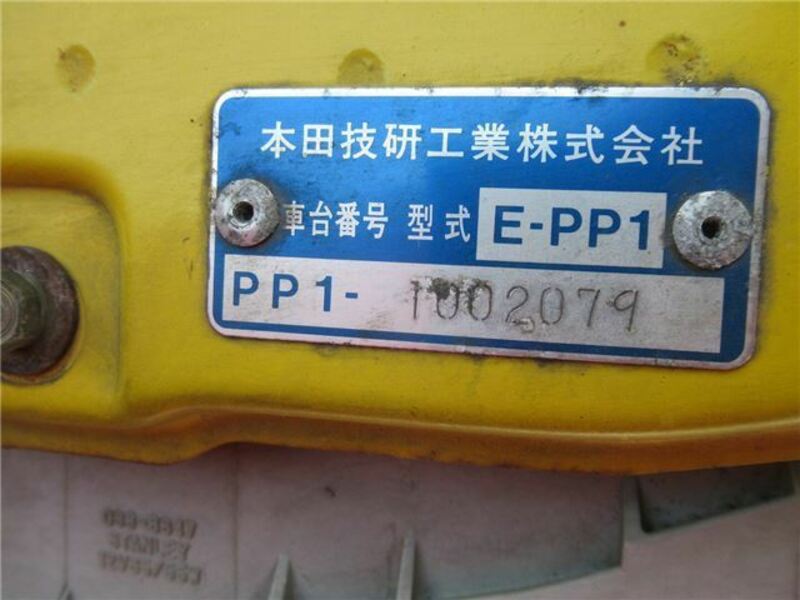 本田技研工業株式会社
車台番号 型式 E-PP1
PP1- 1002079
STANLEY